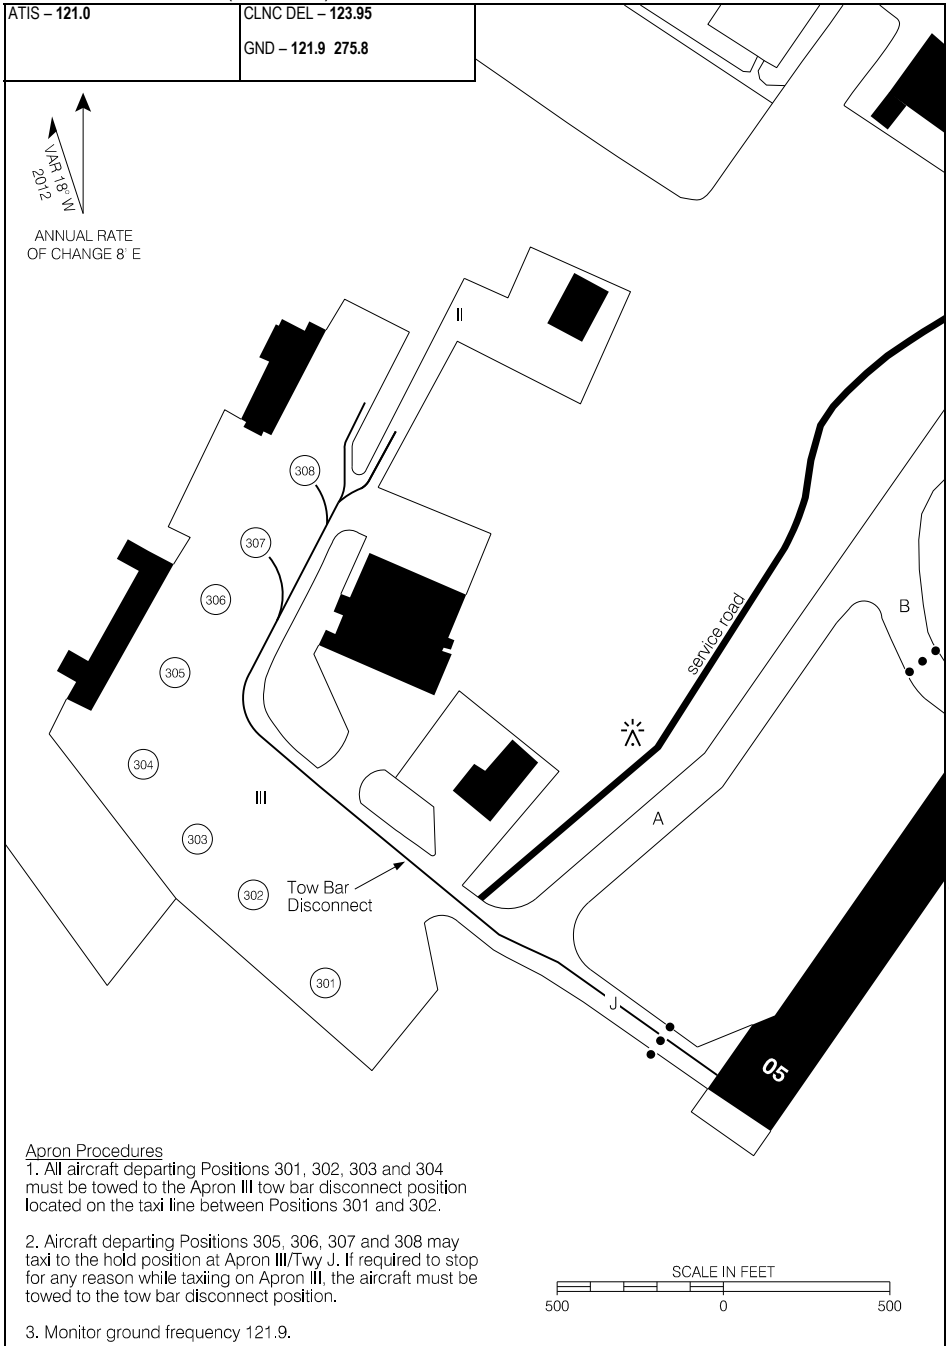 ATIS – 121.0
CLNC DEL – 123.95
GND – 121.9 275.8
VAR 18° W
2012
ANNUAL RATE
OF CHANGE 8' E
II
308
307
306
305
304
303
302
301
III
service road
B
A
Tow Bar
Disconnect
J
05
Apron Procedures
1. All aircraft departing Positions 301, 302, 303 and 304
must be towed to the Apron III tow bar disconnect position
located on the taxi line between Positions 301 and 302.
2. Aircraft departing Positions 305, 306, 307 and 308 may
taxi to the hold position at Apron III/Twy J. If required to stop
for any reason while taxiing on Apron III, the aircraft must be
towed to the tow bar disconnect position.
3. Monitor ground frequency 121.9.
SCALE IN FEET
500 0 500